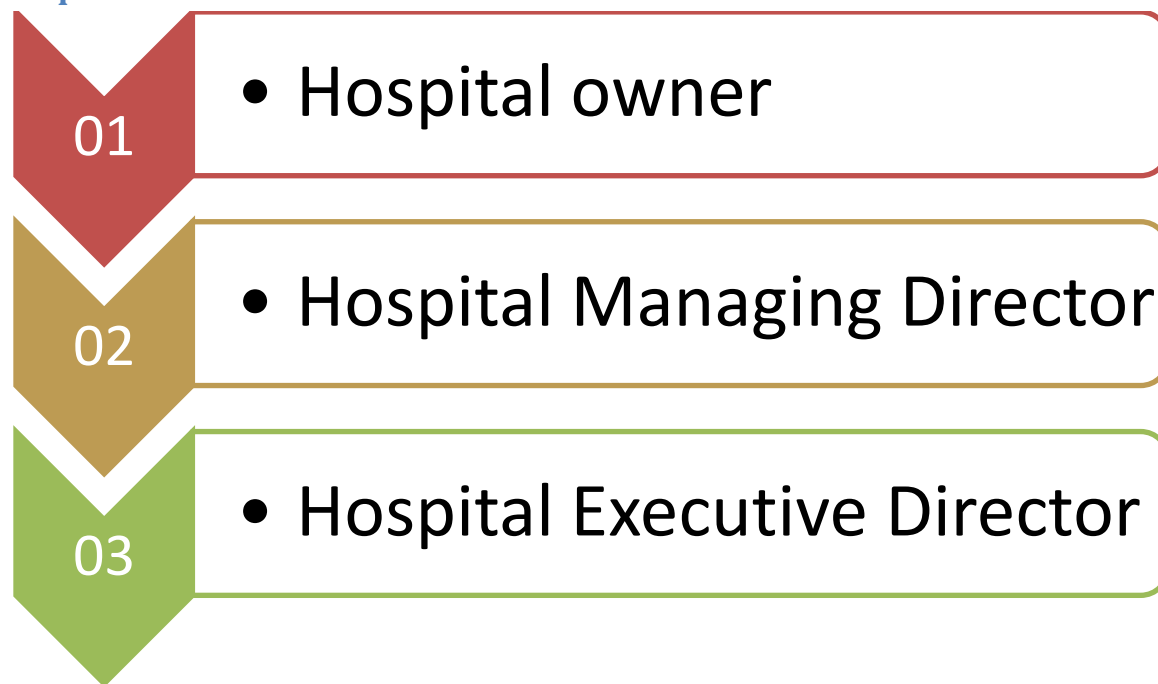 01
• Hospital owner
02
• Hospital Managing Director
03
• Hospital Executive Director